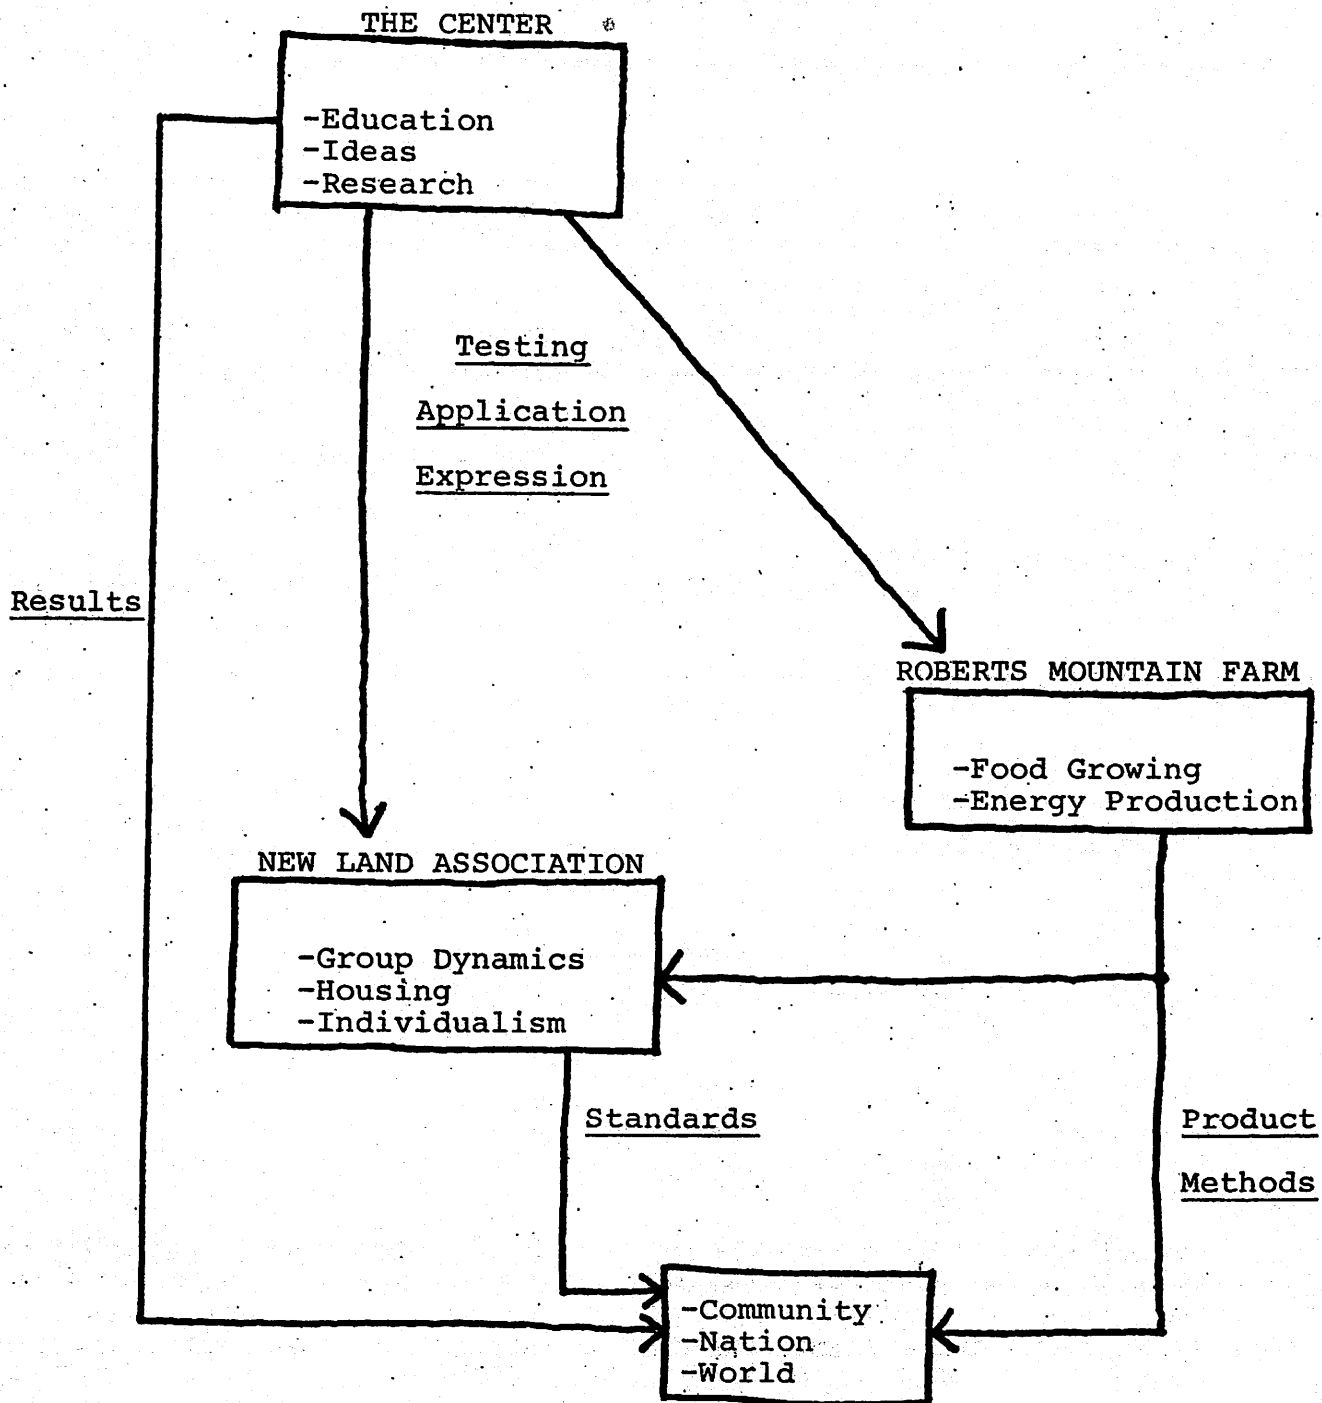 THE CENTER
-Education
-Ideas
-Research
Testing
Application
Expression
Results
ROBERTS MOUNTAIN FARM
-Food Growing
-Energy Production
NEW LAND ASSOCIATION
-Group Dynamics
-Housing
-Individualism
Standards
Product
Methods
-Community
-Nation
-World